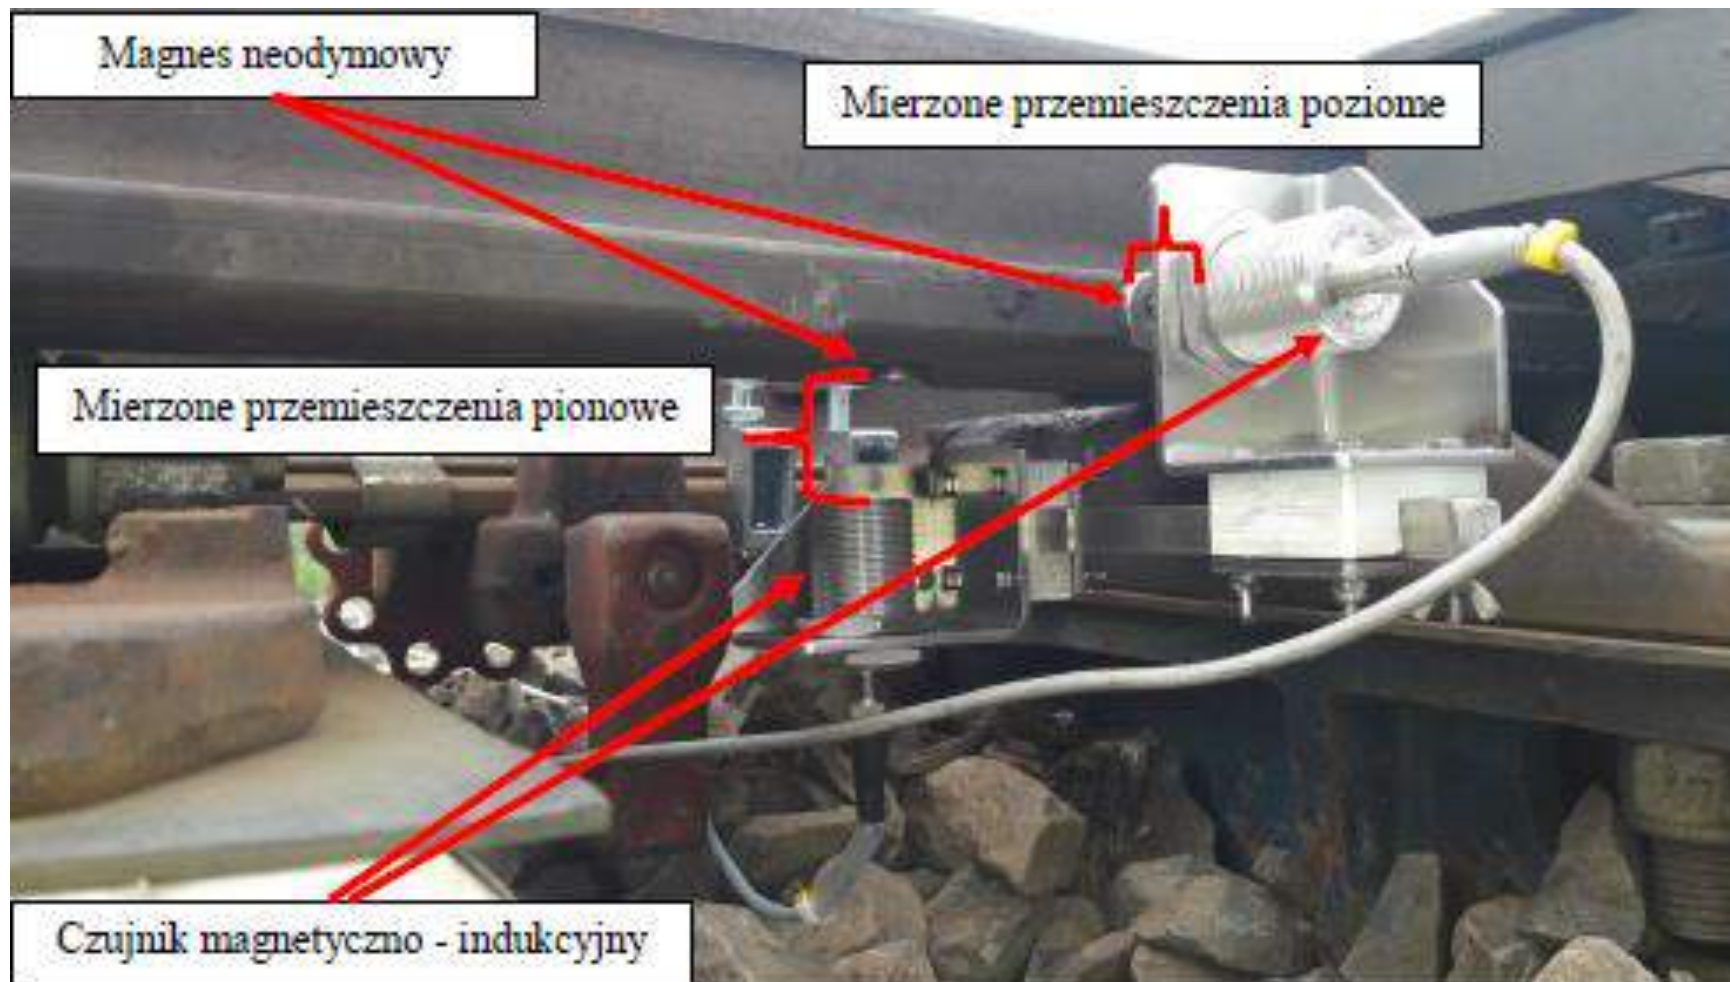 Magnes neodymowy
Mierzone przemieszczenia poziome
Mierzone przemieszczenia pionowe
Czujnik magnetyczno - indukcyjny